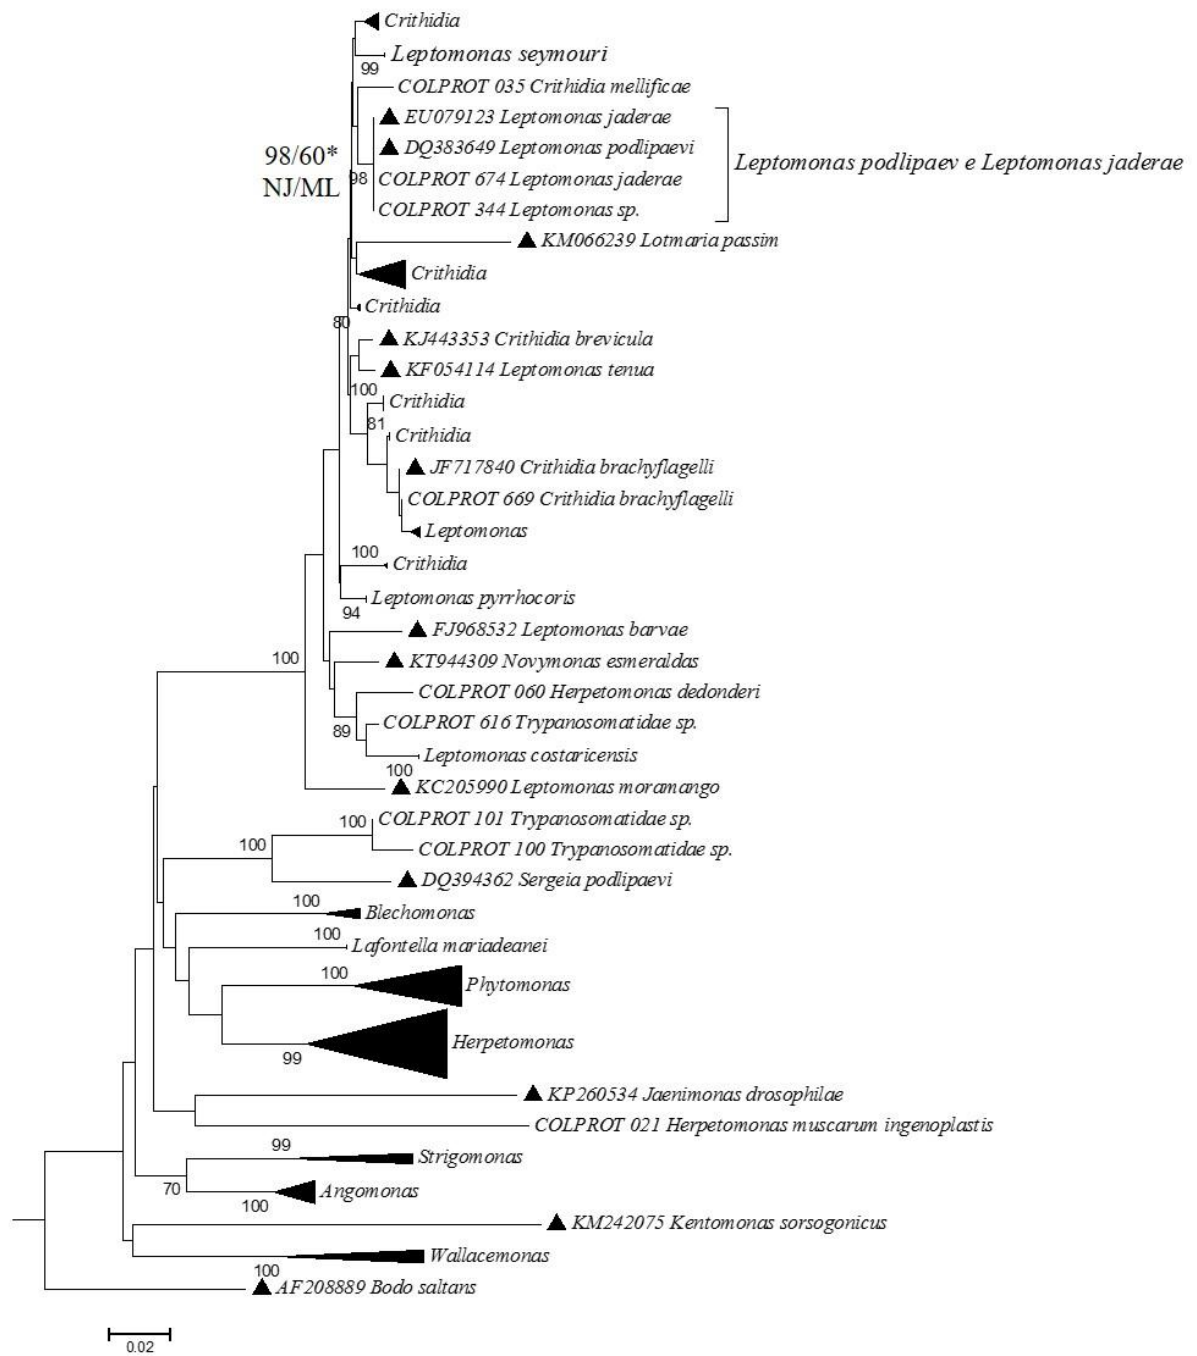 Crithidia
Leptomonas seymouri
99
COLPROT 035 Crithidia mellificae
EU079123 Leptomonas jaderae
DQ383649 Leptomonas podlipaevi
98/60*
NJ/ML
Leptomonas podlipaev e Leptomonas jaderae
98
COLPROT 674 Leptomonas jaderae
COLPROT 344 Leptomonas sp.
KM066239 Lotmaria passim
Crithidia
Crithidia
80
KJ443353 Crithidia brevicula
KF054114 Leptomonas tenua
100
Crithidia
81
Crithidia
JF717840 Crithidia brachyflagelli
COLPROT 669 Crithidia brachyflagelli
Leptomonas
100
Crithidia
Leptomonas pyrrhocoris
94
FJ968532 Leptomonas barvae
100
KT944309 Novymonas esmeraldas
COLPROT 060 Herpetomonas dedonderi
COLPROT 616 Trypanosomatidae sp.
89
Leptomonas costaricensis
100
KC205990 Leptomonas moramango
100
COLPROT 101 Trypanosomatidae sp.
100
COLPROT 100 Trypanosomatidae sp.
DQ394362 Sergeia podlipaevi
100
Blechomonas
100
Lafontella mariadeanei
100
Phytomonas
Herpetomonas
99
KP260534 Jaenimonas drosophilae
COLPROT 021 Herpetomonas muscarum ingenoplastis
99
Strigomonas
70
Angomonas
100
KM242075 Kentomonas sorsogonicus
Wallacemonas
100
AF208889 Bodo saltans
0.02